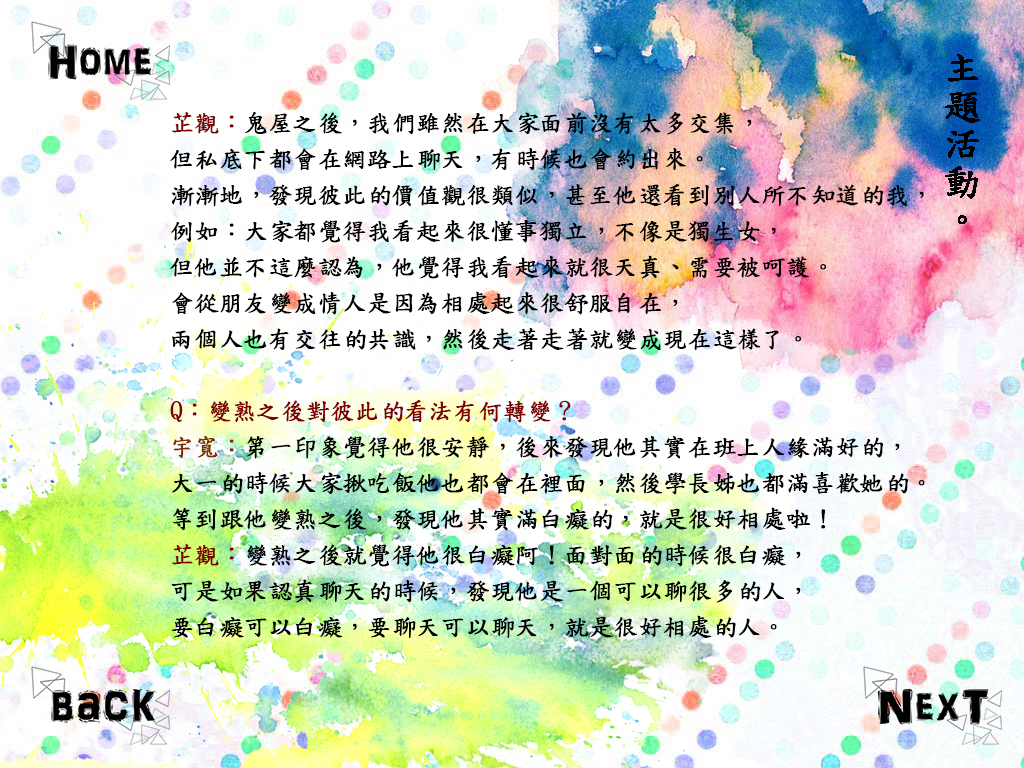 HOME
主題活動。
芷觀：鬼屋之後，我們雖然在大家面前沒有太多交集，
但私底下都會在網路上聊天，有時候也會約出來。
漸漸地，發現彼此的價值觀很類似，甚至他還看到別人所不知道的我，
例如：大家都覺得我看起來很懂事獨立，不像是獨生女，
但他並不這麼認為，他覺得我看起來就很天真、需要被呵護。
會從朋友變成情人是因為相處起來很舒服自在，
兩個人也有交往的共識，然後走著走著就變成現在這樣了。
Q：變熟之後對彼此的看法有何轉變？
宇寬：第一印象覺得他很安靜，後來發現他其實在班上人緣滿好的，
大一的時候大家揪吃飯他也都會在裡面，然後學長姊也都滿喜歡她的。
等到跟他變熟之後，發現他其實滿白癡的，就是很好相處啦！
芷觀：變熟之後就覺得他很白癡阿！面對面的時候很白癡，
可是如果認真聊天的時候，發現他是一個可以聊很多的人，
要白癡可以白癡，要聊天可以聊天，就是很好相處的人。
BACK
NEXT